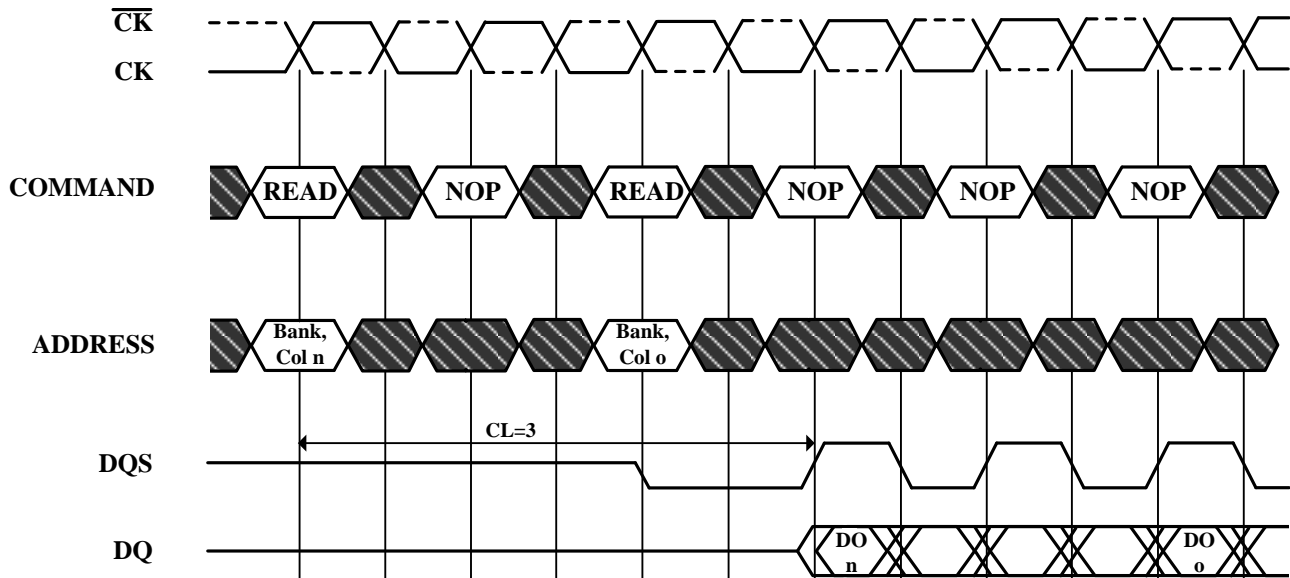 CK
CK
COMMAND
READ
NOP
READ
NOP
NOP
NOP
ADDRESS
Bank,
Col n
Bank,
Col o
CL=3
DQS
DQ
DO
n
DO
o